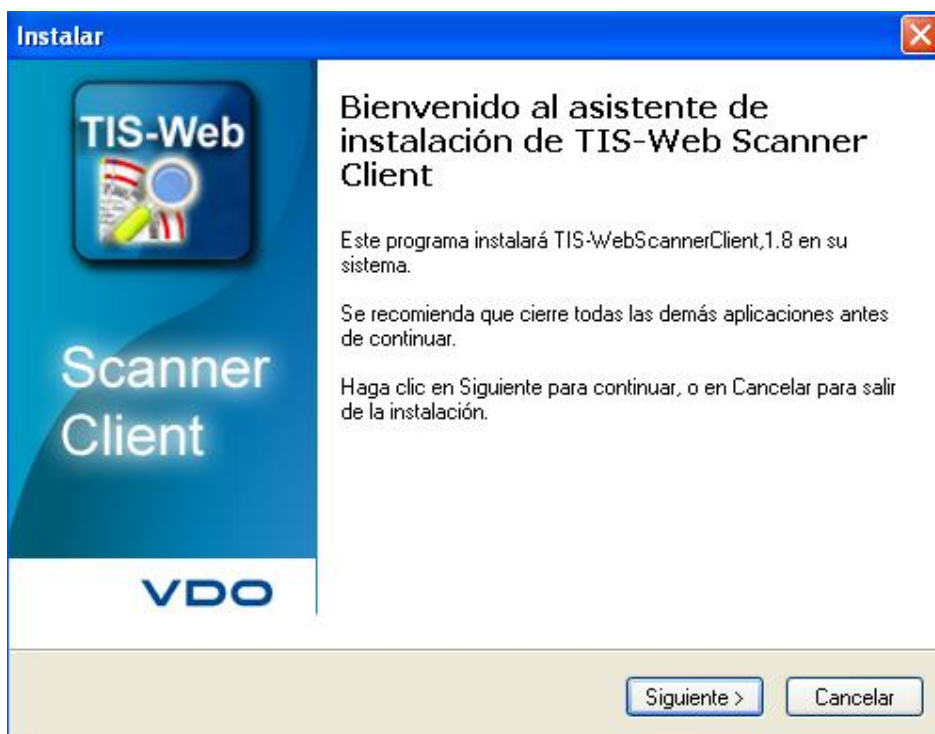 Instalar
TIS-Web
Scanner
Client
VDO
Bienvenido al asistente de
instalación de TIS-Web Scanner
Client
Este programa instalará TIS-WebScannerClient,1.8 en su
sistema.
Se recomienda que cierre todas las demás aplicaciones antes
de continuar.
Haga clic en Siguiente para continuar, o en Cancelar para salir
de la instalación.
Siguiente >
Cancelar